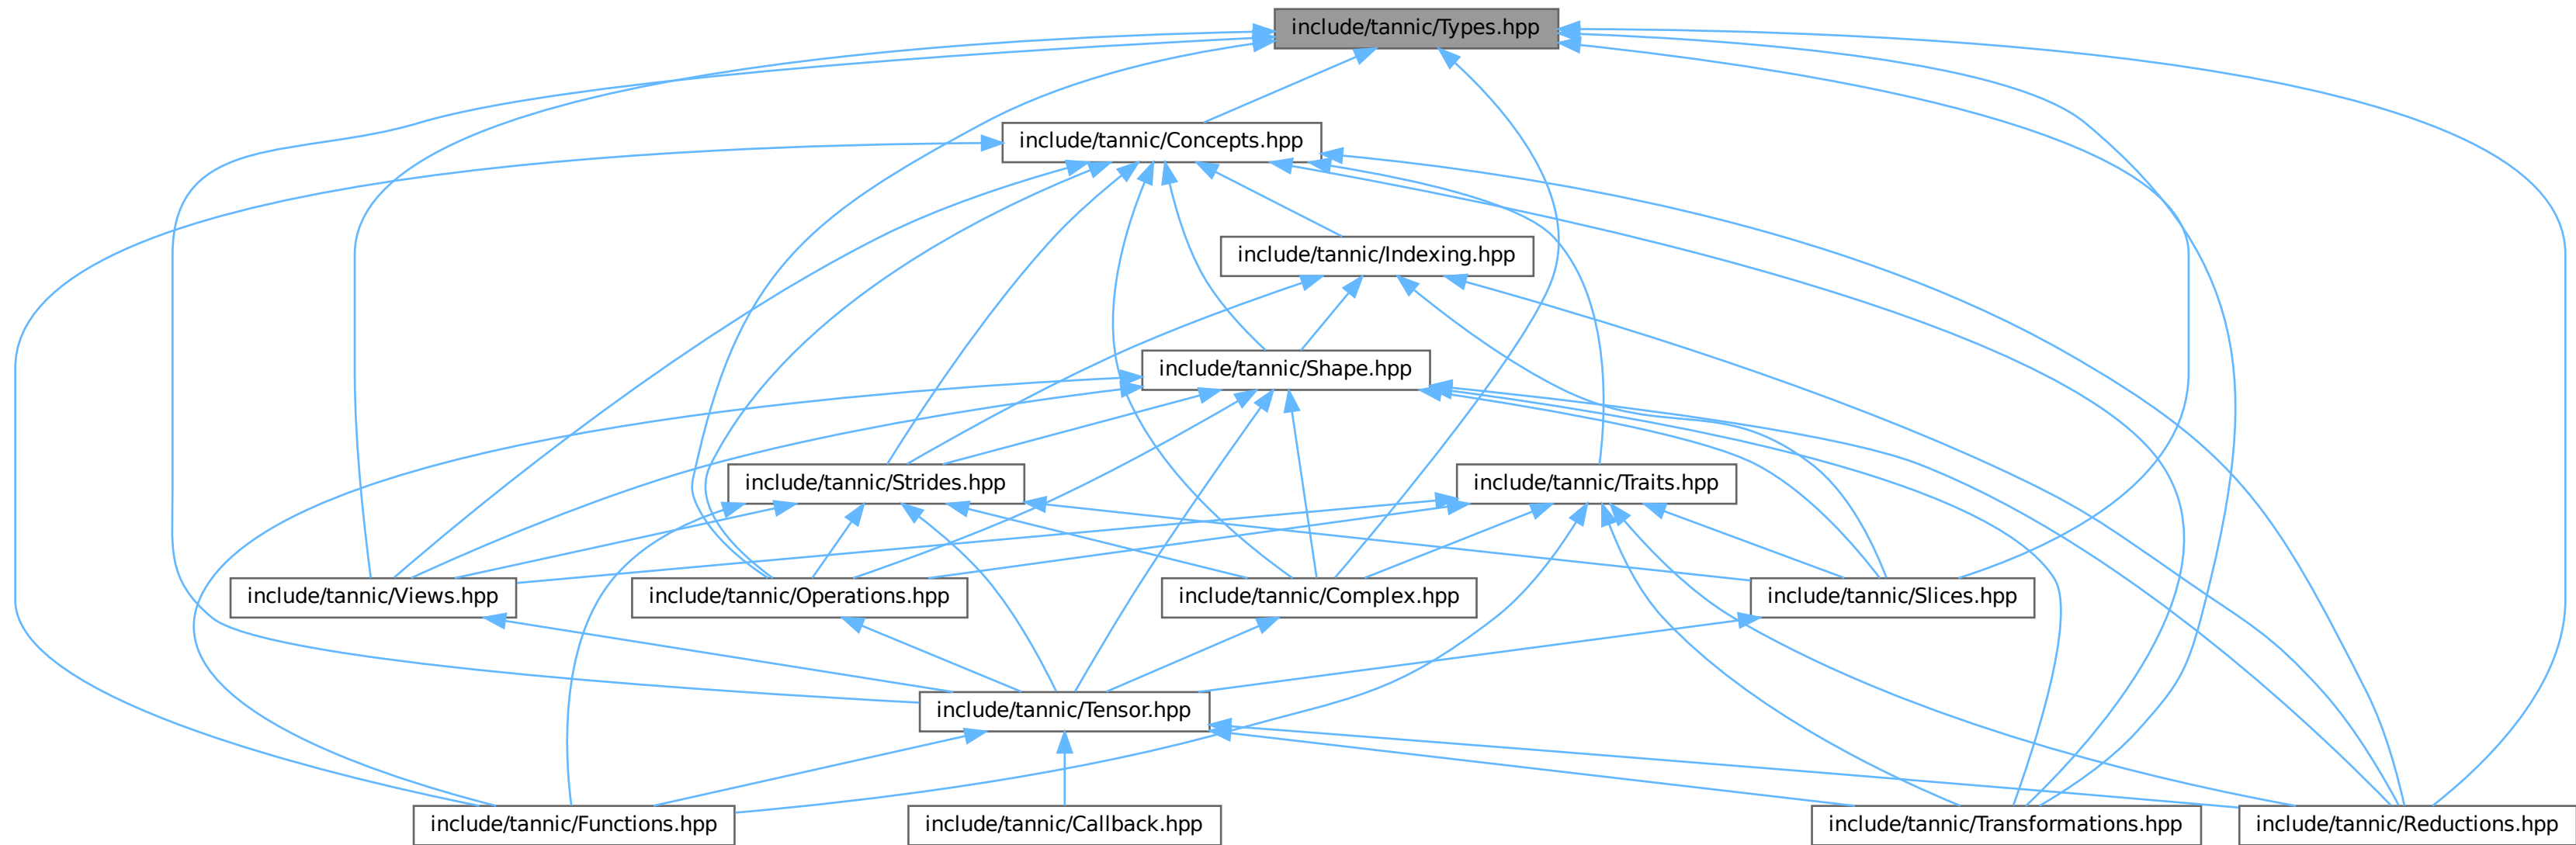 include/tannic/Types.hpp
include/tannic/Concepts.hpp
include/tannic/Indexing.hpp
include/tannic/Shape.hpp
include/tannic/Strides.hpp
include/tannic/Traits.hpp
include/tannic/Views.hpp
include/tannic/Operations.hpp
include/tannic/Complex.hpp
include/tannic/Slices.hpp
include/tannic/Tensor.hpp
include/tannic/Functions.hpp
include/tannic/Callback.hpp
include/tannic/Transformations.hpp
include/tannic/Reductions.hpp